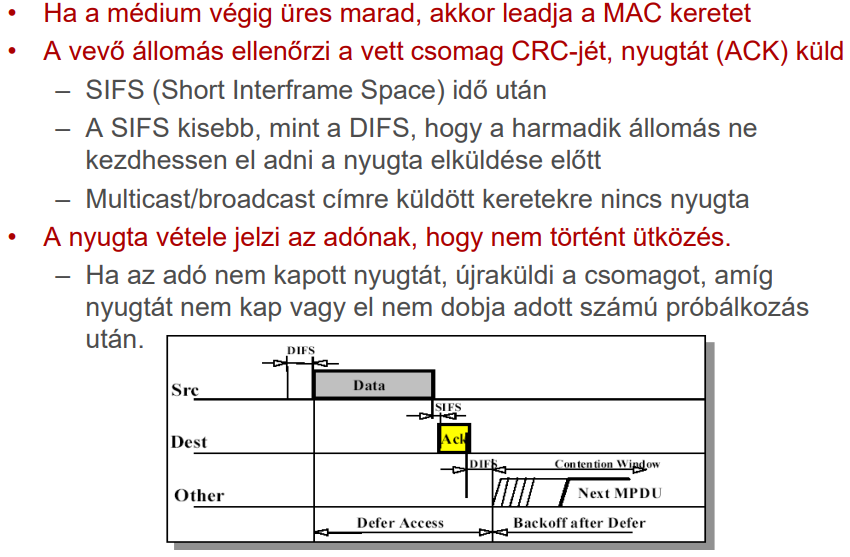 • Ha a médium végig üres marad, akkor leadja a MAC keretet
• A vevő állomás ellenőrzi a vett csomag CRC-jét, nyugtát (ACK) küld
– SIFS (Short Interframe Space) idő után
– A SIFS kisebb, mint a DIFS, hogy a harmadik állomás ne
kezdhessen el adni a nyugta elküldése előtt
– Multicast/broadcast címre küldött keretekre nincs nyugta
• A nyugta vétele jelzi az adónak, hogy nem történt ütközés.
– Ha az adó nem kapott nyugtát, újraküldi a csomagot, amíg
nyugtát nem kap vagy el nem dobja adott számú próbálkozás
után.
DIFS
Src
Data
SIFS
Dest
Ack
DIFS
Contention Window
Other
Next MPDU
Defer Access
Backoff after Defer